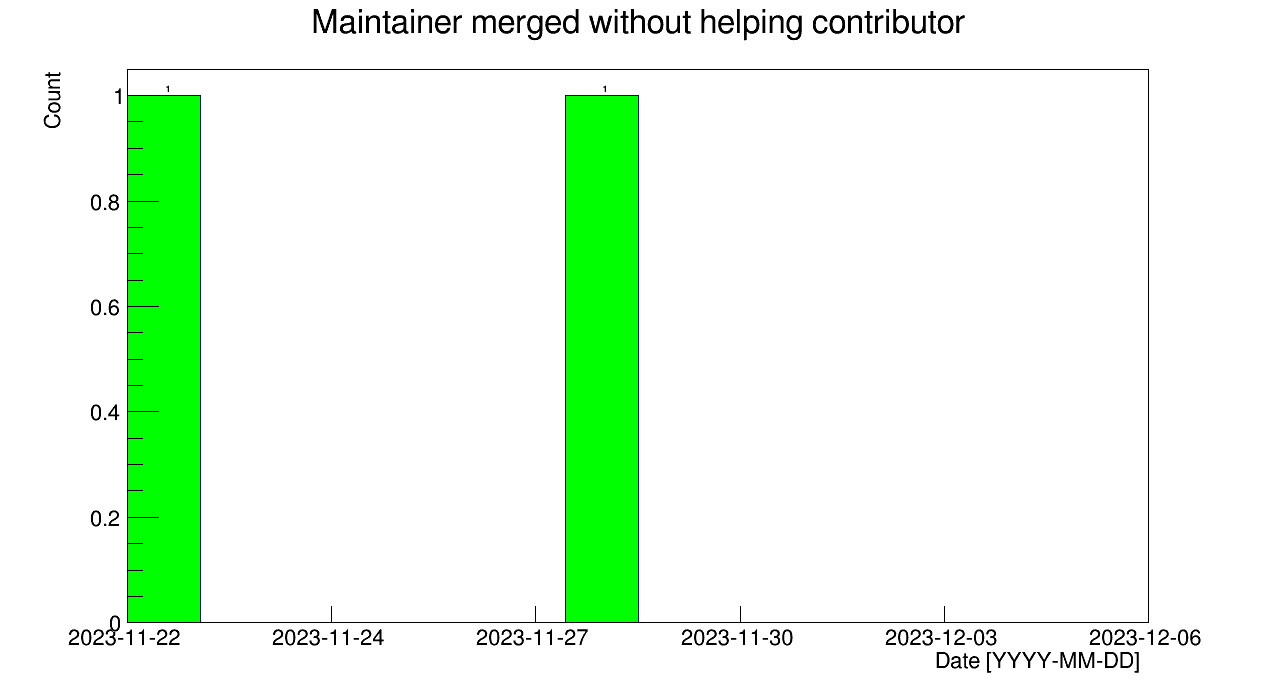 Maintainer merged without helping contributor
Count
1
1
1
0.8
0.6
0.4
0.2
0
2023-11-22 2023-11-24 2023-11-27 2023-11-30 2023-12-03 2023-12-06
Date [YYYY-MM-DD]